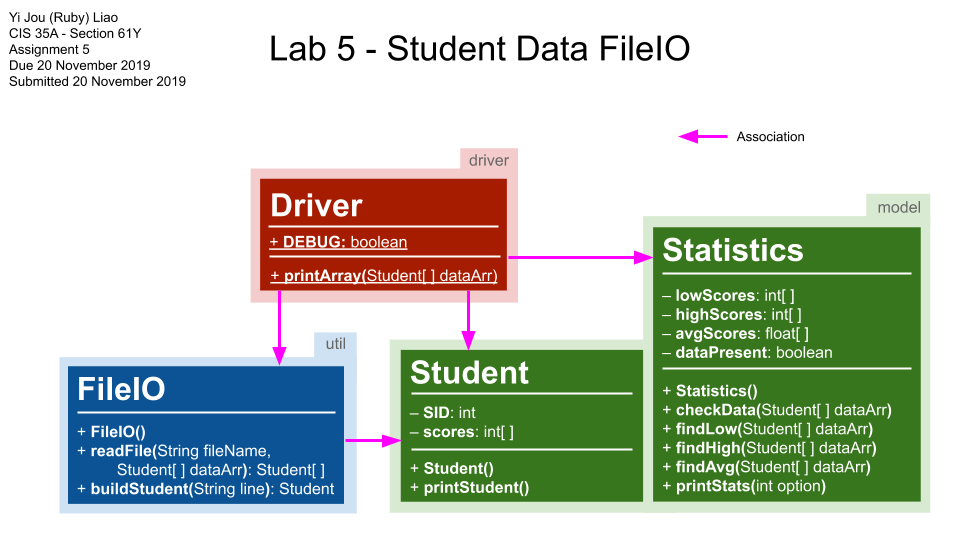 Yi Jou (Ruby) Liao
CIS 35A - Section 61Y
Assignment 5
Due 20 November 2019
Submitted 20 November 2019
Lab 5 - Student Data FileIO
Association
driver
Driver
+ DEBUG: boolean
+ printArray(Student[ ] dataArr)
model
Statistics
– lowScores: int[ ]
– highScores: int[ ]
– avgScores: float[ ]
– dataPresent: boolean
+ Statistics()
+ checkData(Student[ ] dataArr)
+ findLow(Student[ ] dataArr)
+ findHigh(Student[ ] dataArr)
+ findAvg(Student[ ] dataArr)
+ printStats(int option)
util
FileIO
+ FileIO()
+ readFile(String fileName,
Student[ ] dataArr): Student[ ]
+ buildStudent(String line): Student
Student
– SID: int
– scores: int[ ]
+ Student()
+ printStudent()